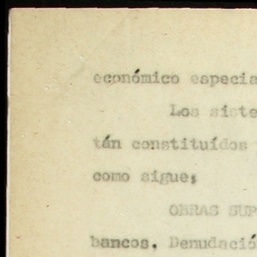 económico especia
Los siste
tán constituídos
como sigue;
OBRAS SUP
bancos. Denudació